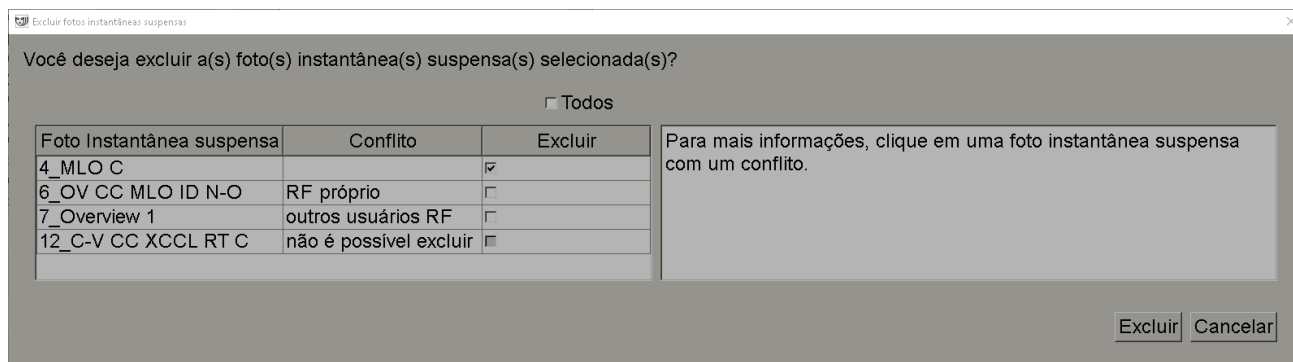 Excluir fotos instantâneas suspensas
Você deseja excluir a(s) foto(s) instantânea(s) suspensa(s) selecionada(s)?
Todos
Foto Instantânea suspensa Conflito Excluir
4_MLO C
6_OV CC MLO ID N-O RF próprio
7_Overview 1 outros usuários RF
12_C-V CC XCCL RT C não é possível excluir
Para mais informações, clique em uma foto instantânea suspensa
com um conflito.
Excluir Cancelar